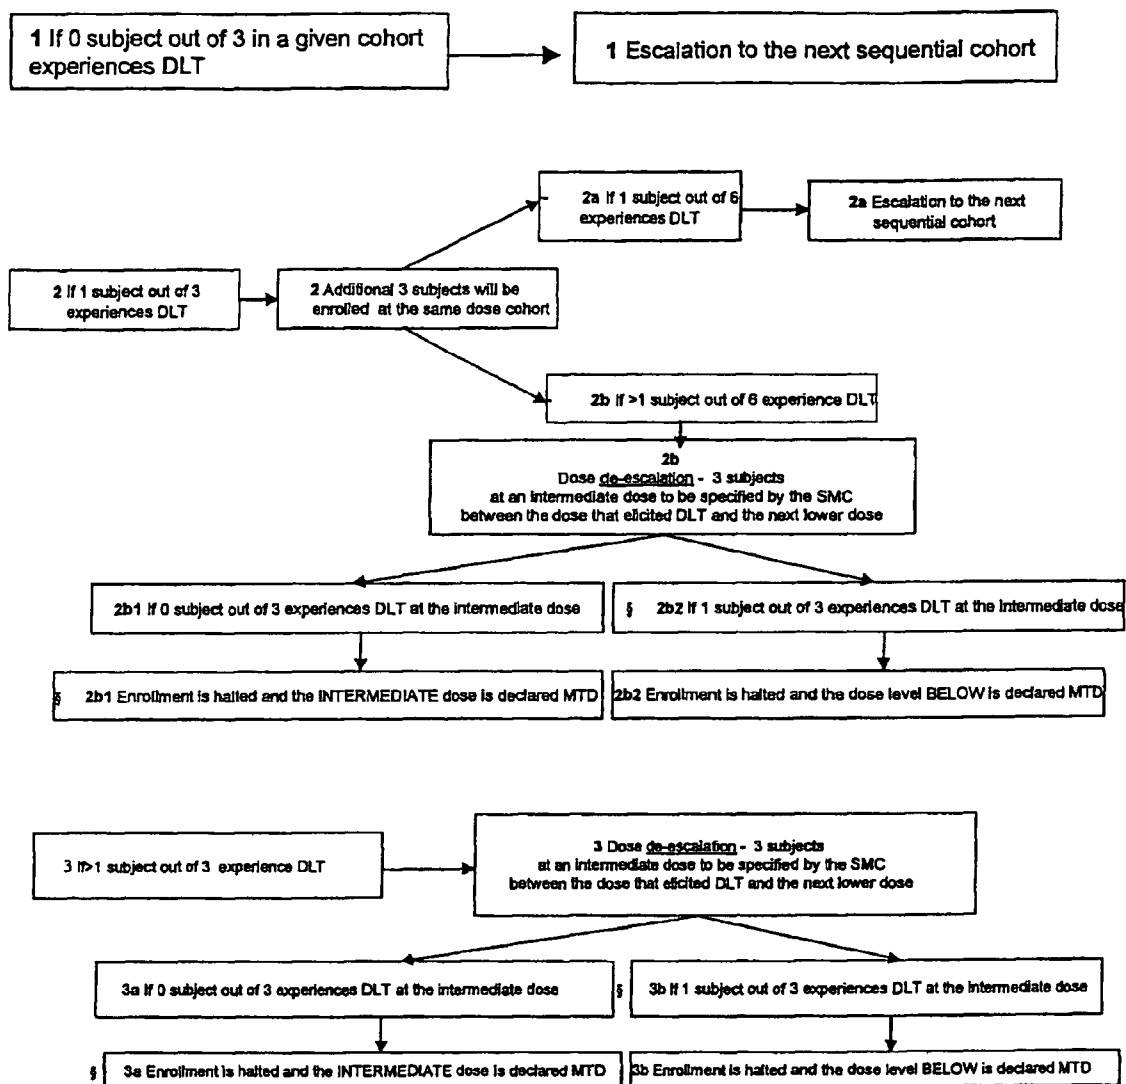 1 If 0 subject out of 3 in a given cohort
experiences DLT
1 Escalation to the next sequential cohort
2a If 1 subject out of 6
experiences DLT
2a Escalation to the next
sequential cohort
2 If 1 subject out of 3
experiences DLT
2 Additional 3 subjects will be
enrolled at the same dose cohort
2b If >1 subject out of 6 experience DLT
2b
Dose de-escalation - 3 subjects
at an intermediate dose to be specified by the SMC
between the dose that elicited DLT and the next lower dose
2b1 If 0 subject out of 3 experiences DLT at the intermediate dose
§ 2b2 If 1 subject out of 3 experiences DLT at the intermediate dose
§ 2b1 Enrollment is halted and the INTERMEDIATE dose is declared MTD
2b2 Enrollment is halted and the dose level BELOW is declared MTD
3 If>1 subject out of 3 experience DLT
3 Dose de-escalation - 3 subjects
at an intermediate dose to be specified by the SMC
between the dose that elicited DLT and the next lower dose
3a If 0 subject out of 3 experiences DLT at the intermediate dose
§ 3b If 1 subject out of 3 experiences DLT at the intermediate dose
§ 3a Enrollment is halted and the INTERMEDIATE dose is declared MTD
3b Enrollment is halted and the dose level BELOW is declared MTD